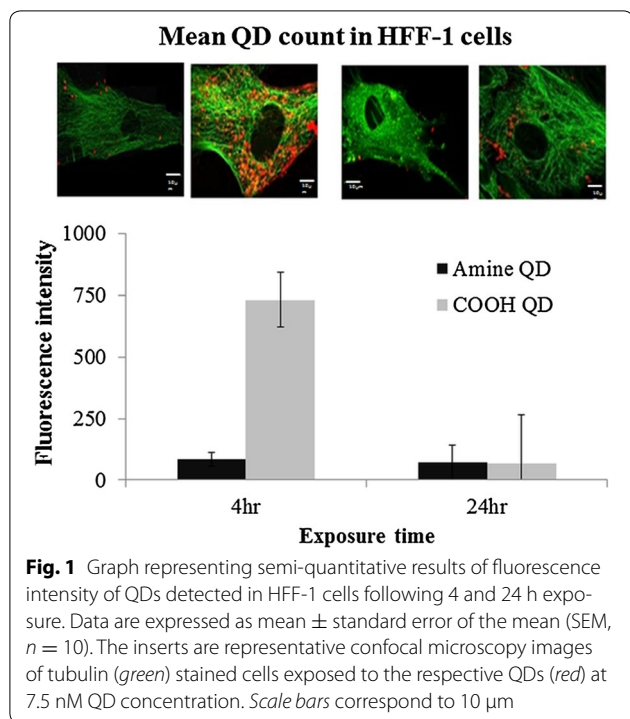 Mean QD count in HFF-1 cells
1000
750
500
250
0
Fluorescence intensity
Amine QD
COOH QD
4hr
24hr
Exposure time
Fig. 1 Graph representing semi-quantitative results of fluorescence
intensity of QDs detected in HFF-1 cells following 4 and 24 h expo-
sure. Data are expressed as mean ± standard error of the mean (SEM,
n = 10). The inserts are representative confocal microscopy images
of tubulin (green) stained cells exposed to the respective QDs (red) at
7.5 nM QD concentration. Scale bars correspond to 10 μm